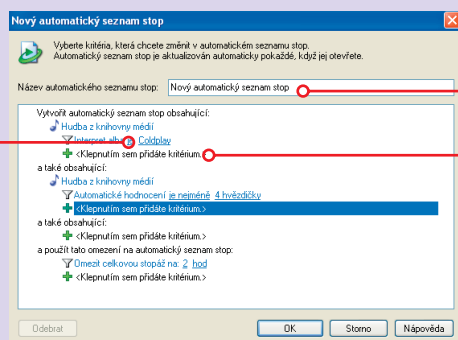 Nový automatický seznam stop
Vyberte kritéria, která chcete změnit v automatickém seznamu stop.
Automatický seznam stop je aktualizován automaticky pokaždé, když jej otevřete.
Název automatického seznamu stop: Nový automatický seznam stop
Vytvořit automatický seznam stop obsahující:
Hudba z knihovny médií
Interpret alba je Coldplay
<Klepnutím sem přidáte kritérium.>
a také obsahující:
Hudba z knihovny médií
Automatické hodnocení je nejméně 4 hvězdičky
<Klepnutím sem přidáte kritérium.>
a také obsahující:
<Klepnutím sem přidáte kritérium.>
a použít tato omezení na automatický seznam stop:
Omezit celkovou stopáž na: 2 hod
<Klepnutím sem přidáte kritérium.>
Odebrat OK Storno Nápověda